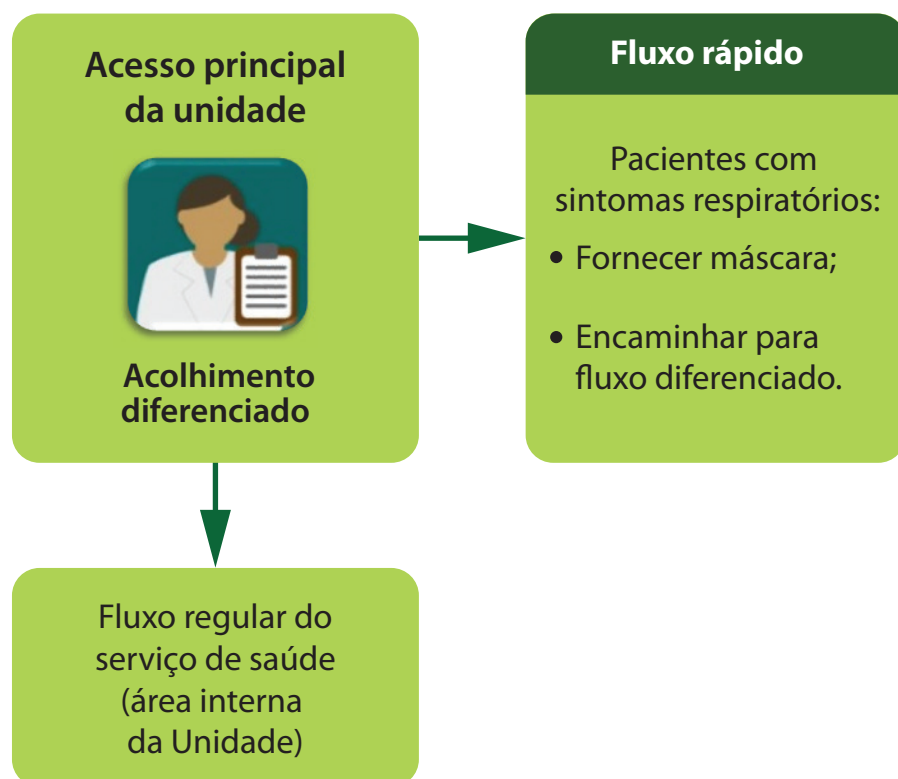 Acesso principal
da unidade
Acolhimento
diferenciado
Fluxo rápido
Pacientes com
sintomas respiratórios:
• Fornecer máscara;
• Encaminhar para
fluxo diferenciado.
Fluxo regular do
serviço de saúde
(área interna
da Unidade)